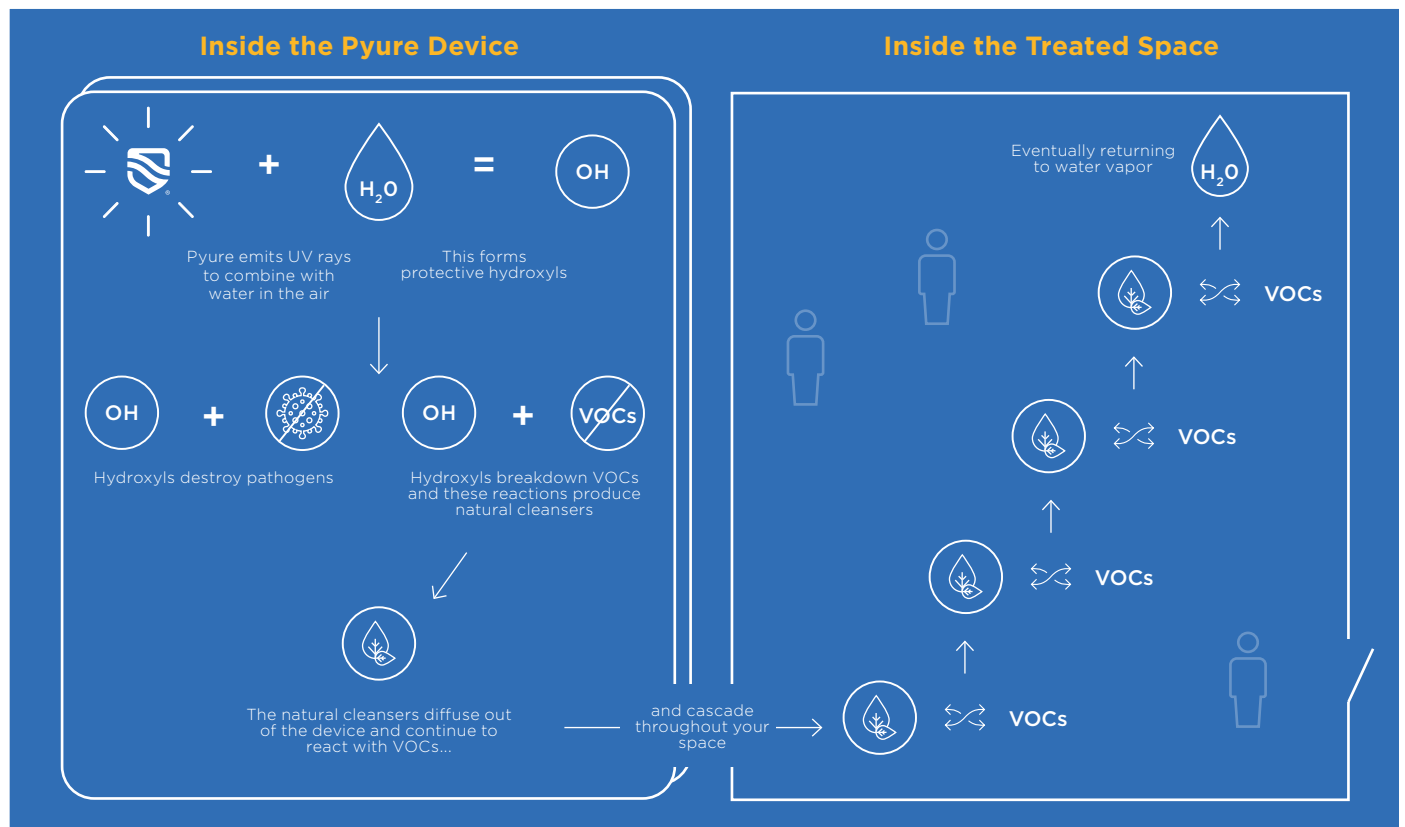 Inside the Pyure Device
+
H₂0
=
OH
®
Pyure emits UV rays
to combine with
water in the air
This forms
protective hydroxyls
OH
+
OH
+
VOCs
Hydroxyls destroy pathogens
Hydroxyls breakdown VOCs
and these reactions produce
natural cleansers
The natural cleansers diffuse out
of the device and continue to
react with VOCs...
and cascade
throughout your
space
Inside the Treated Space
Eventually returning
to water vapor
H₂0
VOCs
VOCs
VOCs
VOCs